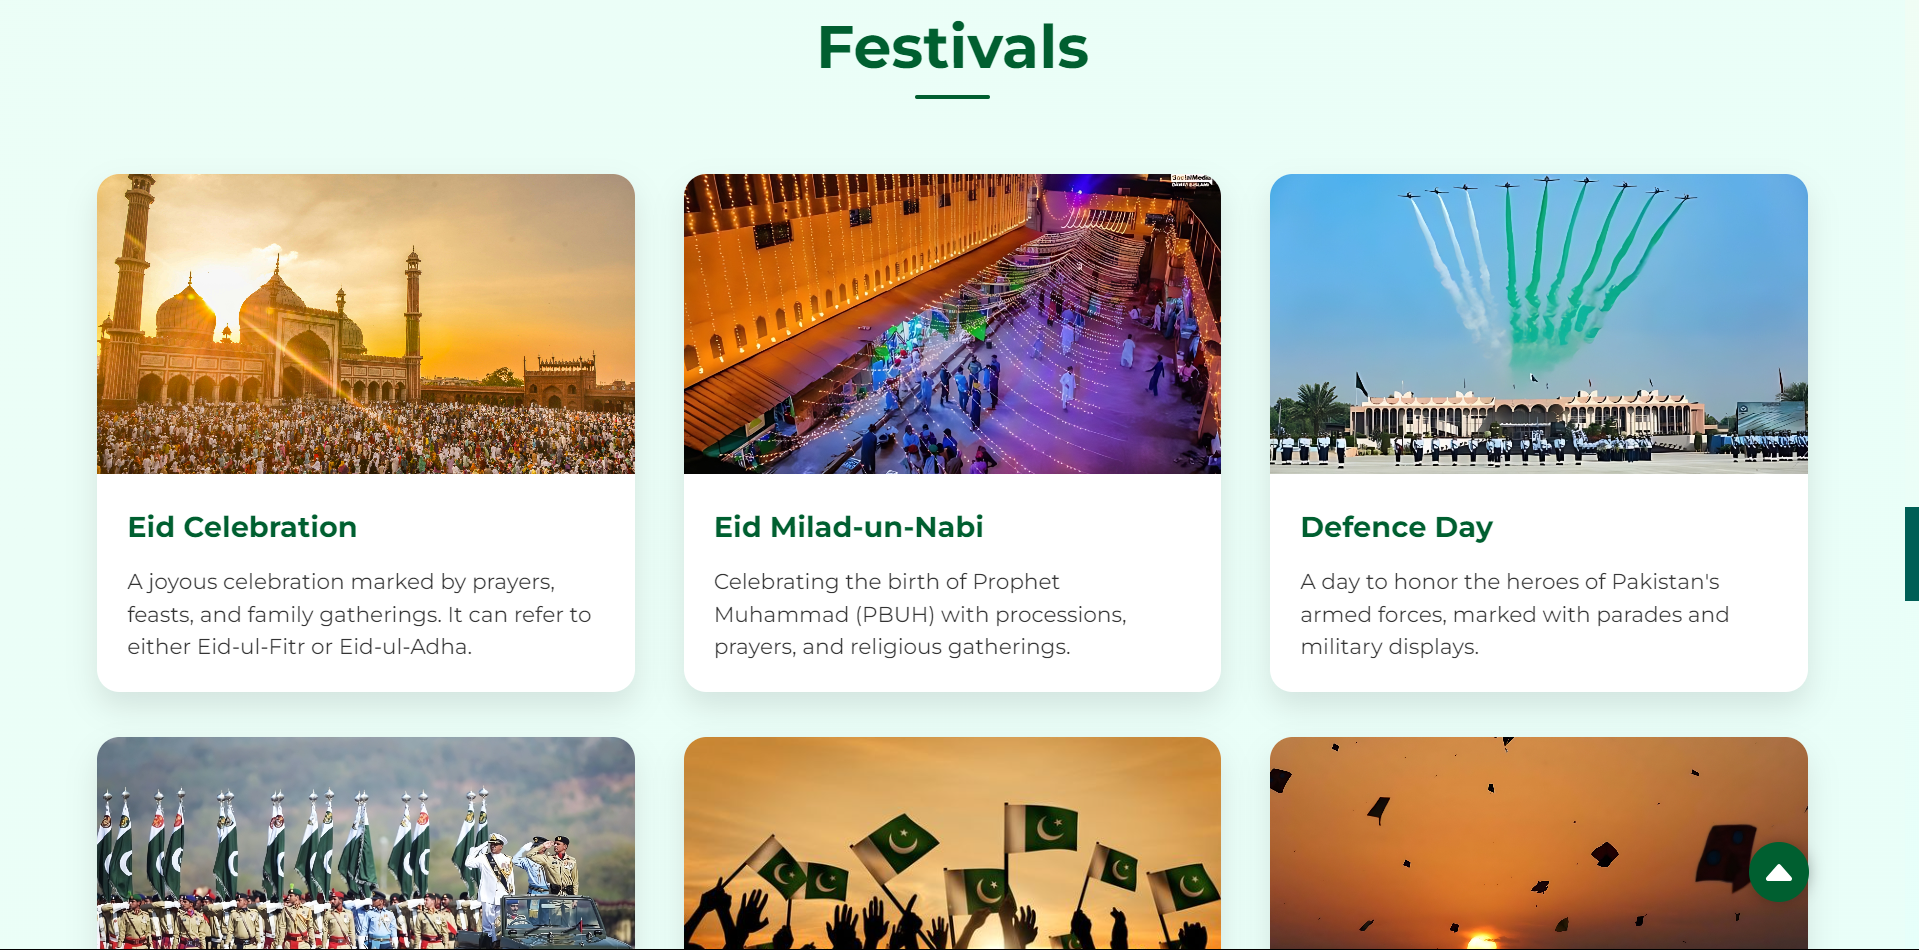 Festivals
SocialMedia
Eid Celebration
A joyous celebration marked by prayers,
feasts, and family gatherings. It can refer to
either Eid-ul-Fitr or Eid-ul-Adha.
Eid Milad-un-Nabi
Celebrating the birth of Prophet
Muhammad (PBUH) with processions,
prayers, and religious gatherings.
Defence Day
A day to honor the heroes of Pakistan's
armed forces, marked with parades and
military displays.